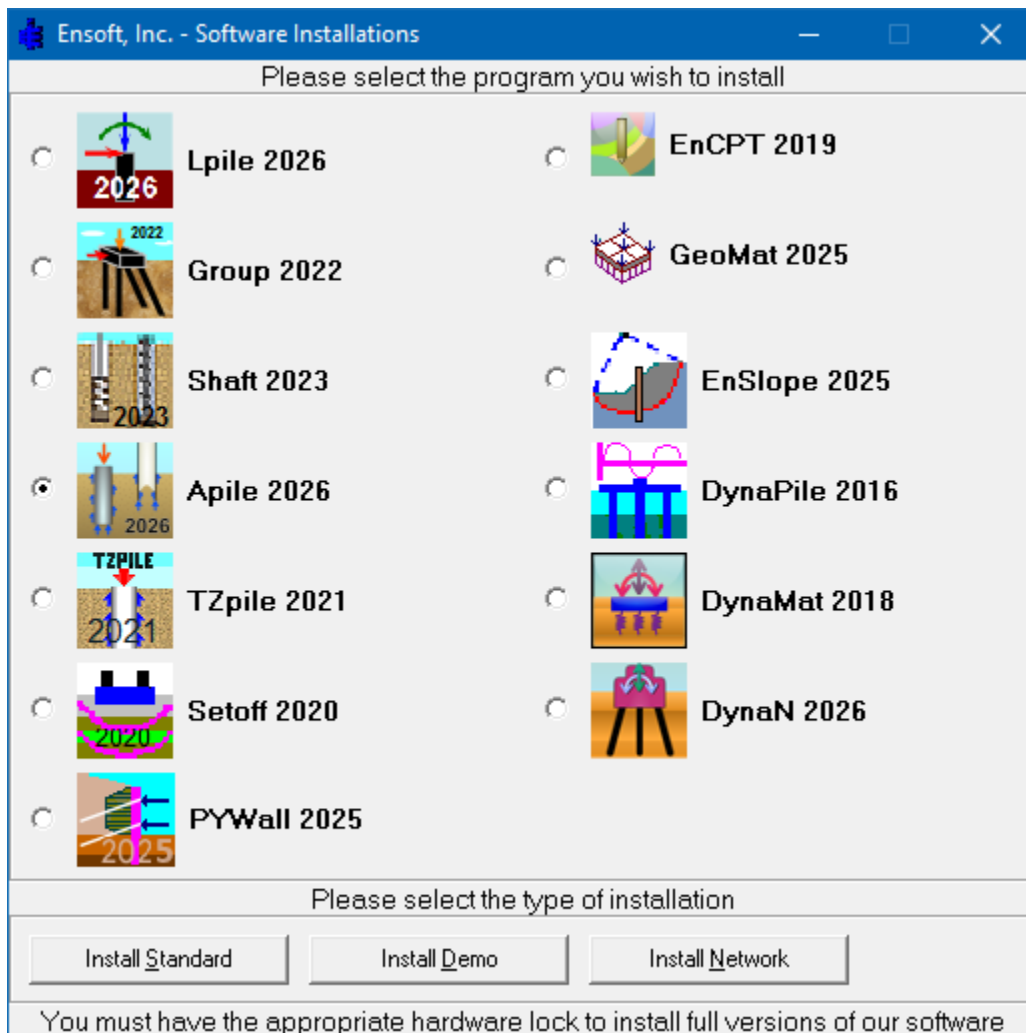 Ensoft, Inc. - Software Installations
Please select the program you wish to install
2026
Lpile 2026
EnCPT 2019
2022
Group 2022
GeoMat 2025
2023
Shaft 2023
EnSlope 2025
2026
Apile 2026
DynaPile 2016
TZPILE
2021
TZpile 2021
DynaMat 2018
2020
Setoff 2020
DynaN 2026
2025
PYWall 2025
Please select the type of installation
Install Standard
Install Demo
Install Network
You must have the appropriate hardware lock to install full versions of our software